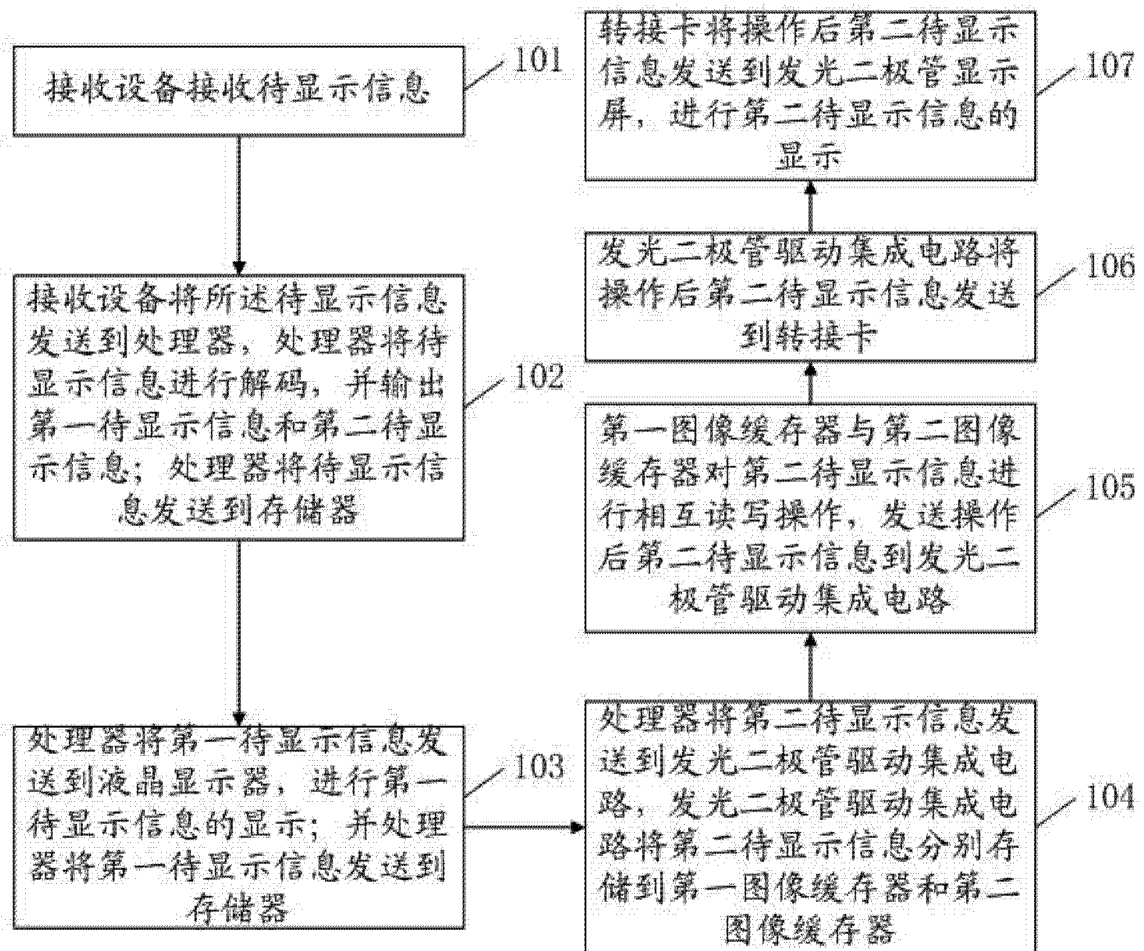 接收设备接收待显示信息
101
接收设备将所述待显示信息
发送到处理器，处理器将待
显示信息进行解码，并输出
第一待显示信息和第二待显
示信息；处理器将待显示信
息发送到存储器
102
处理器将第一待显示信息发
送到液晶显示器，进行第一
待显示信息的显示；并处理
器将第一待显示信息发送到
存储器
103
处理器将第二待显示信息发
送到发光二极管驱动集成电
路，发光二极管驱动集成电
路将第二待显示信息分别存
储到第一图像缓存器和第二
图像缓存器
104
第一图像缓存器与第二图像
缓存器对第二待显示信息进
行相互读写操作，发送操作
后第二待显示信息到发光二
极管驱动集成电路
105
发光二极管驱动集成电路将
操作后第二待显示信息发送
到转接卡
106
转接卡将操作后第二待显示
信息发送到发光二极管显示
屏，进行第二待显示信息的
显示
107